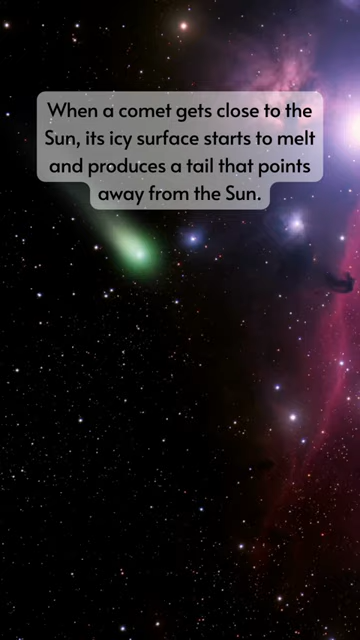 When a comet gets close to the
Sun, its icy surface starts to melt
and produces a tail that points
away from the Sun.